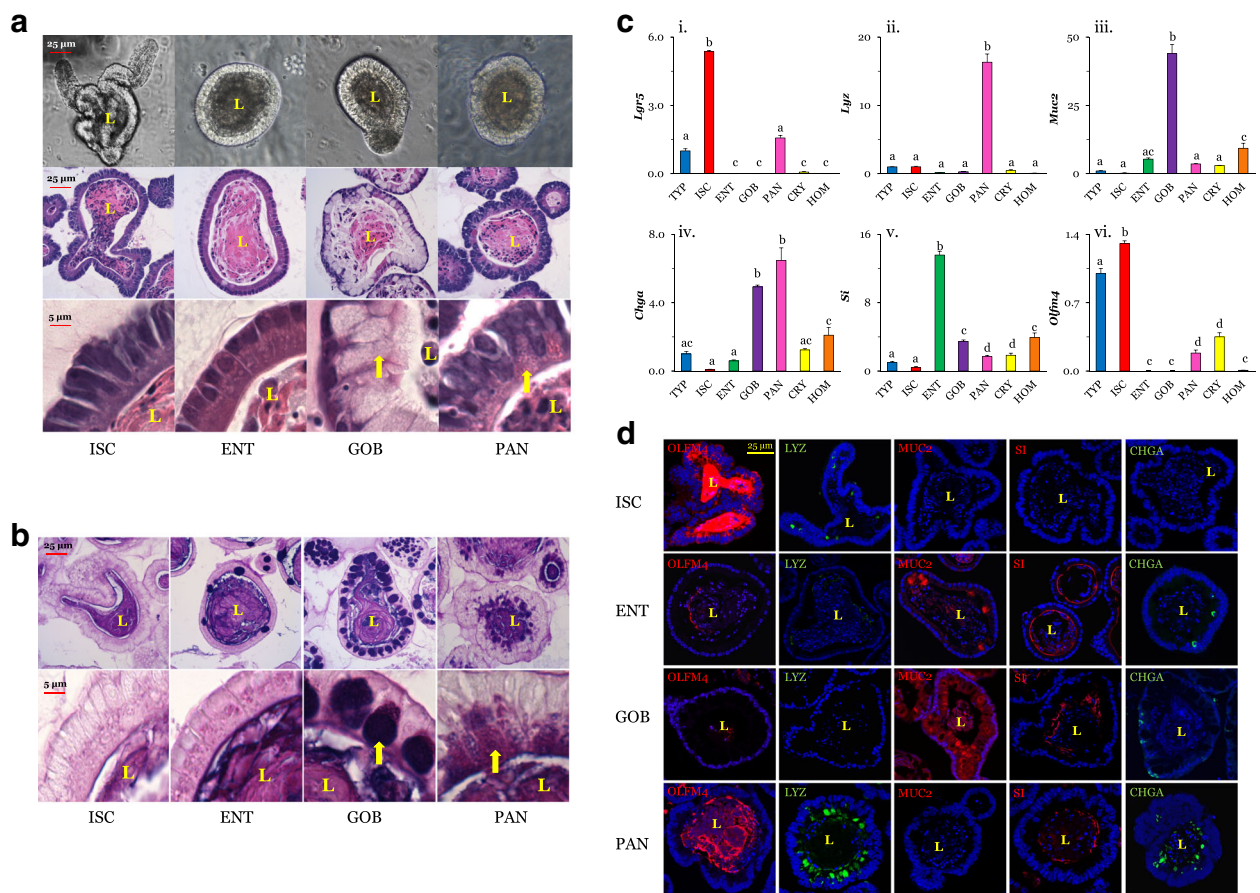 a
25 μm
L L L L
25 μm
L L L L
5 μm
L L L L
ISC ENT GOB PAN
b
25 μm
L L L L
5 μm
L L L L
ISC ENT GOB PAN
c
i.
6.0
3.0
0.0
Lgr5
a b c c a c c
TYP ISC ENT GOB PAN CRY HOM
ii.
20
10
0
Lyz
a a a a b a a
TYP ISC ENT GOB PAN CRY HOM
iii.
50
25
0
Muc2
a a ac b a a c
TYP ISC ENT GOB PAN CRY HOM
iv.
8.0
4.0
0.0
Chga
ac a a b b ac c
TYP ISC ENT GOB PAN CRY HOM
v.
16
8
0
Si
a a b c d d c
TYP ISC ENT GOB PAN CRY HOM
vi.
1.4
0.7
0.0
Olfm4
a b c c d d c
TYP ISC ENT GOB PAN CRY HOM
d
OLFM4 25 μm LYZ MUC2 SI CHGA
ISC L L L L L
OLFM4 LYZ MUC2 SI CHGA
ENT L L L L L
OLFM4 LYZ MUC2 SI CHGA
GOB L L L L L
OLFM4 LYZ MUC2 SI CHGA
PAN L L L L L